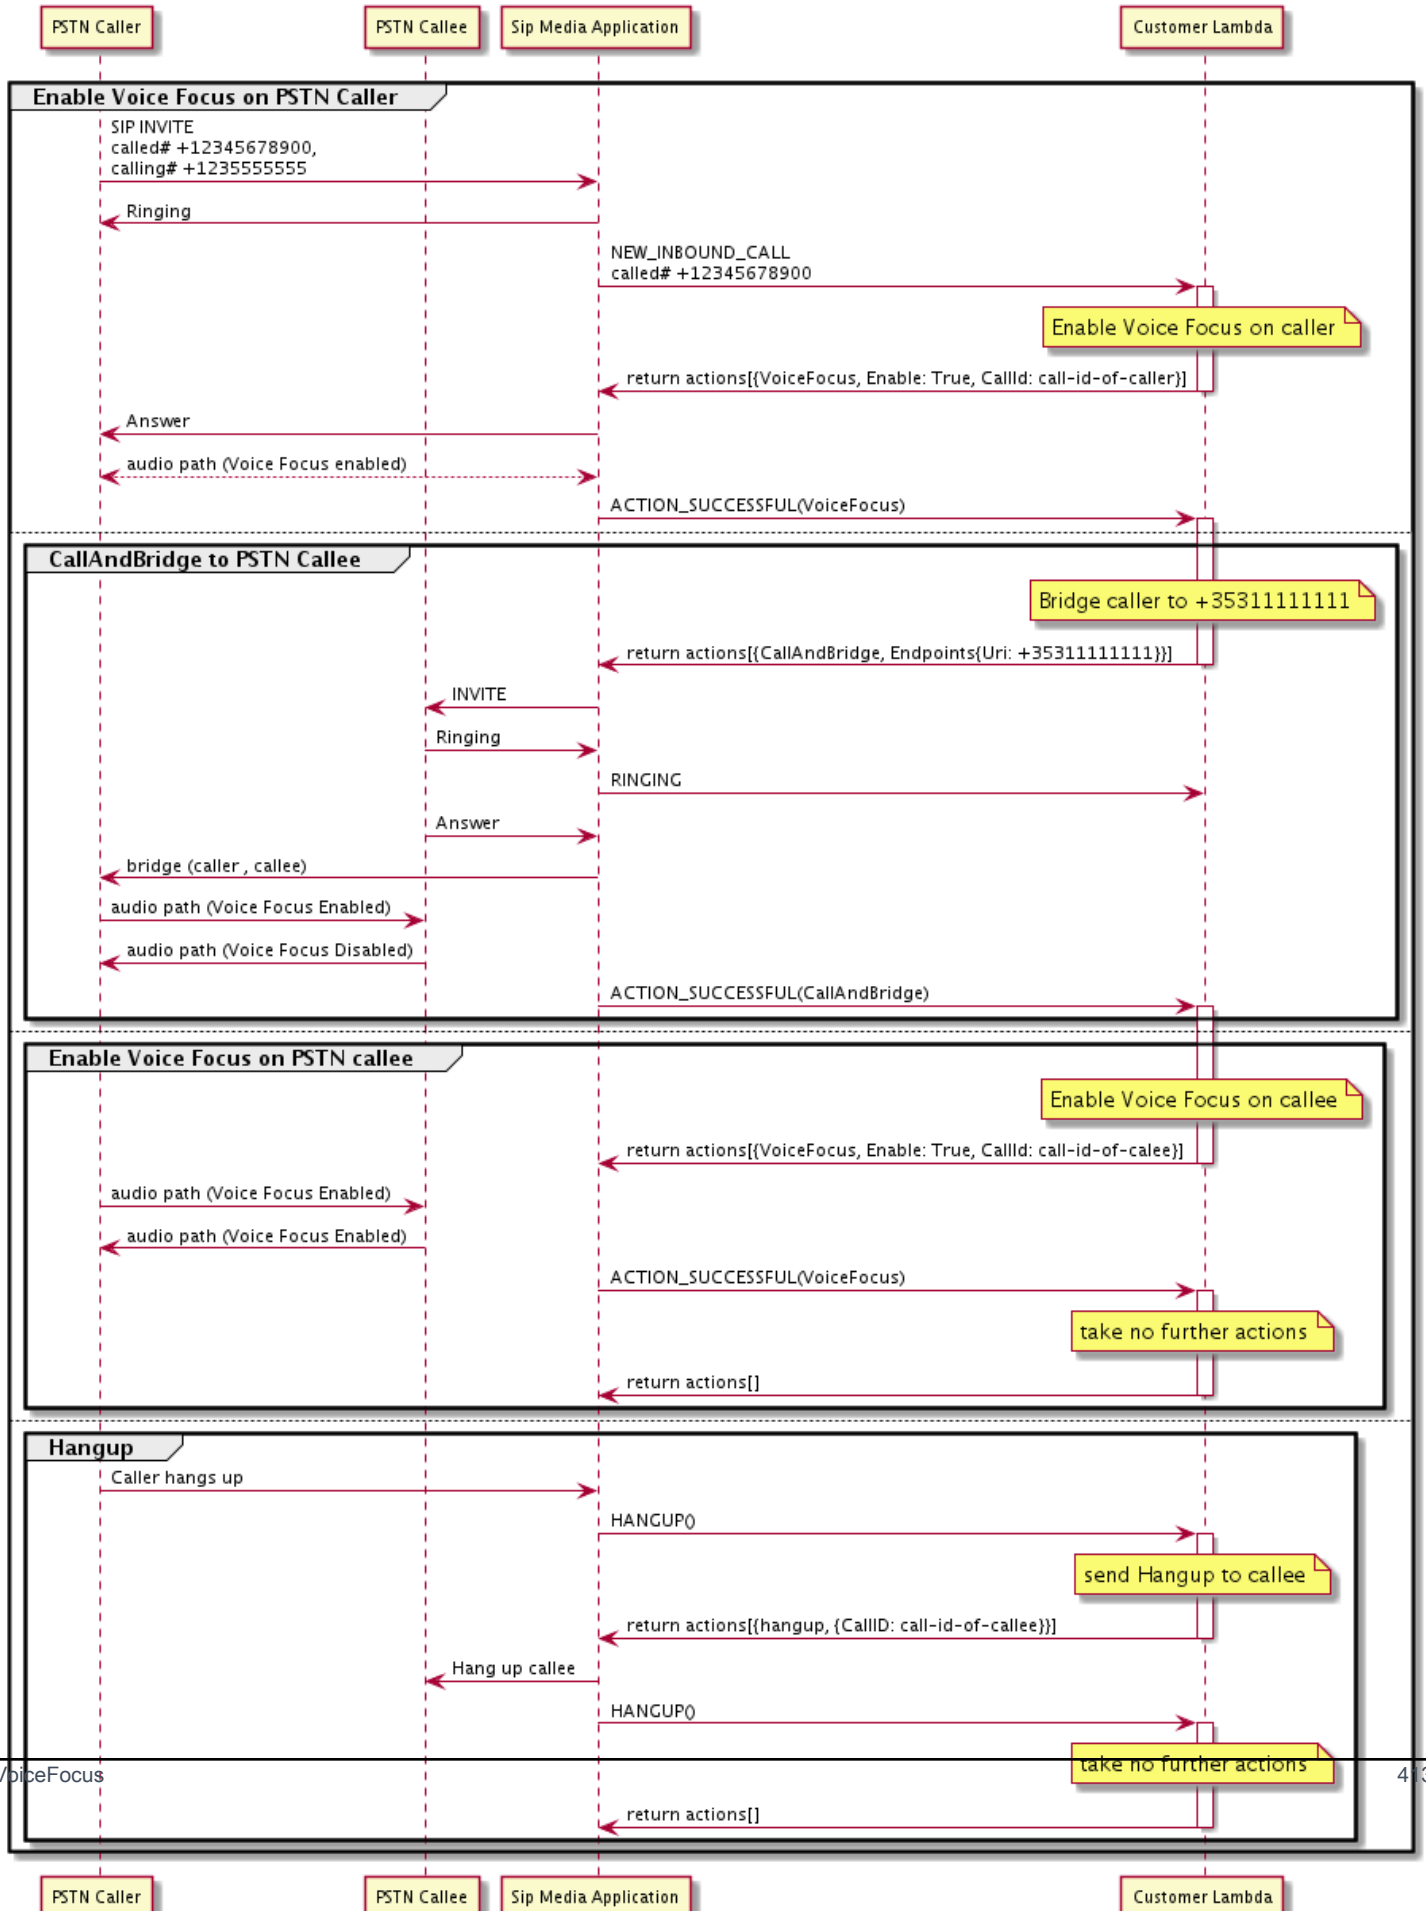 PSTN Caller
PSTN Callee
Sip Media Application
Customer Lambda
Enable Voice Focus on PSTN Caller
SIP INVITE
called# +12345678900,
calling# +1235555555
Ringing
NEW_INBOUND_CALL
called# +12345678900
Enable Voice Focus on caller
return actions[{VoiceFocus, Enable: True, CallId: call-id-of-caller}]
Answer
audio path (Voice Focus enabled)
ACTION_SUCCESSFUL(VoiceFocus)
CallAndBridge to PSTN Callee
Bridge caller to +35311111111
return actions[{CallAndBridge, Endpoints{Uri: +35311111111}}]
INVITE
Ringing
RINGING
Answer
bridge (caller , callee)
audio path (Voice Focus Enabled)
audio path (Voice Focus Disabled)
ACTION_SUCCESSFUL(CallAndBridge)
Enable Voice Focus on PSTN callee
Enable Voice Focus on callee
return actions[{VoiceFocus, Enable: True, CallId: call-id-of-calee}]
audio path (Voice Focus Enabled)
audio path (Voice Focus Enabled)
ACTION_SUCCESSFUL(VoiceFocus)
take no further actions
return actions[]
Hangup
Caller hangs up
HANGUP()
send Hangup to callee
return actions[{hangup, {CallID: call-id-of-callee}}]
Hang up callee
HANGUP()
take no further actions
VoiceFocus
413
return actions[]
PSTN Caller
PSTN Callee
Sip Media Application
Customer Lambda